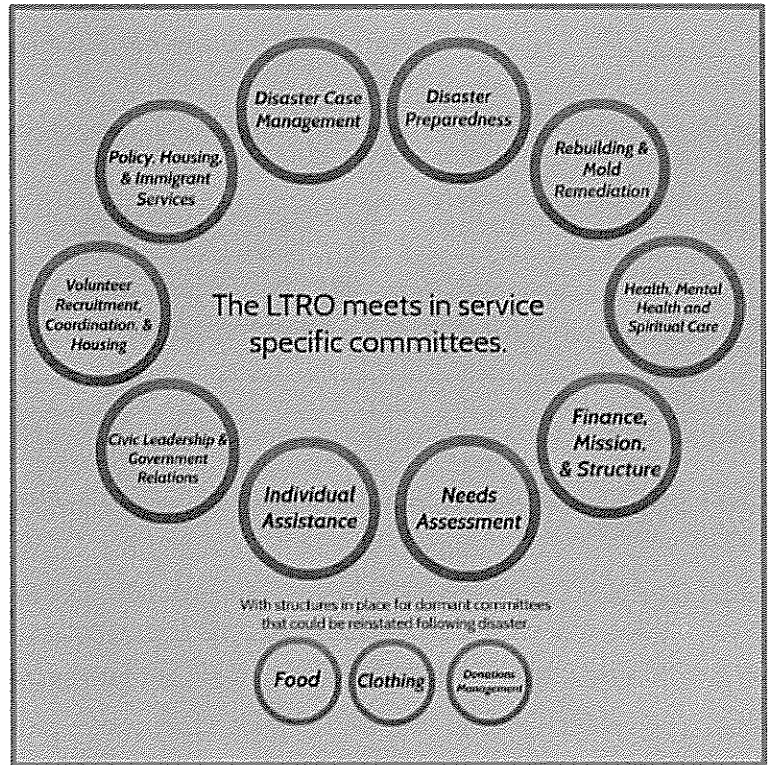 Disaster Case
Management
Disaster
Preparedness
Rebuilding &
Mold
Remediation
Health, Mental
Health and
Spiritual Care
Finance,
Mission,
& Structure
Needs
Assessment
Individual
Assistance
Civic Leadership &
Government
Relations
Volunteer
Recruitment,
Coordination, &
Housing
Policy, Housing,
& Immigrant
Services
The LTRO meets in service
specific committees.
With structures in place for dormant committees
that could be reinstated following disaster
Food
Clothing
Donations
Management